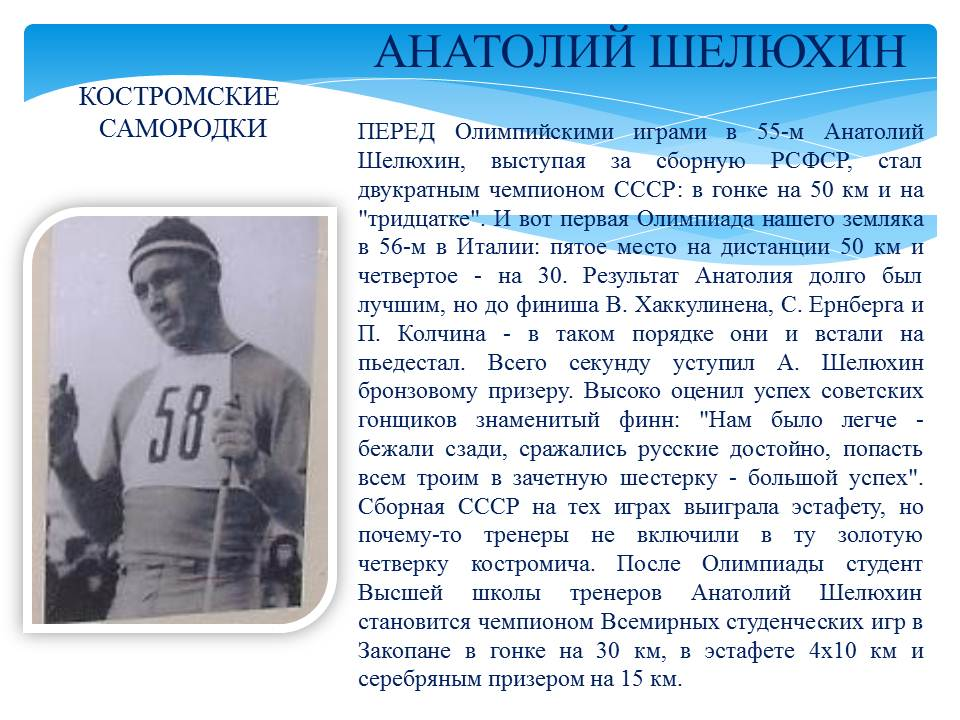 АНАТОЛИЙ ШЕЛЮХИН
КОСТРОМСКИЕ
САМОРОДКИ
ПЕРЕД Олимпийскими играми в 55-м Анатолий
Шелюхин, выступая за сборную РСФСР, стал
двукратным чемпионом СССР: в гонке на 50 км и на
"тридцатке". И вот первая Олимпиада нашего земляка
в 56-м в Италии: пятое место на дистанции 50 км и
четвертое - на 30. Результат Анатолия долго был
лучшим, но до финиша В. Хаккулинена, С. Ернберга и
П. Колчина - в таком порядке они и встали на
пьедестал. Всего секунду уступил А. Шелюхин
бронзовому призеру. Высоко оценил успех советских
гонщиков знаменитый финн: "Нам было легче -
бежали сзади, сражались русские достойно, попасть
всем троим в зачетную шестерку - большой успех".
Сборная СССР на тех играх выиграла эстафету, но
почему-то тренеры не включили в ту золотую
четверку костромича. После Олимпиады студент
Высшей школы тренеров Анатолий Шелюхин
становится чемпионом Всемирных студенческих игр в
Закопане в гонке на 30 км, в эстафете 4х10 км и
серебряным призером на 15 км.
58